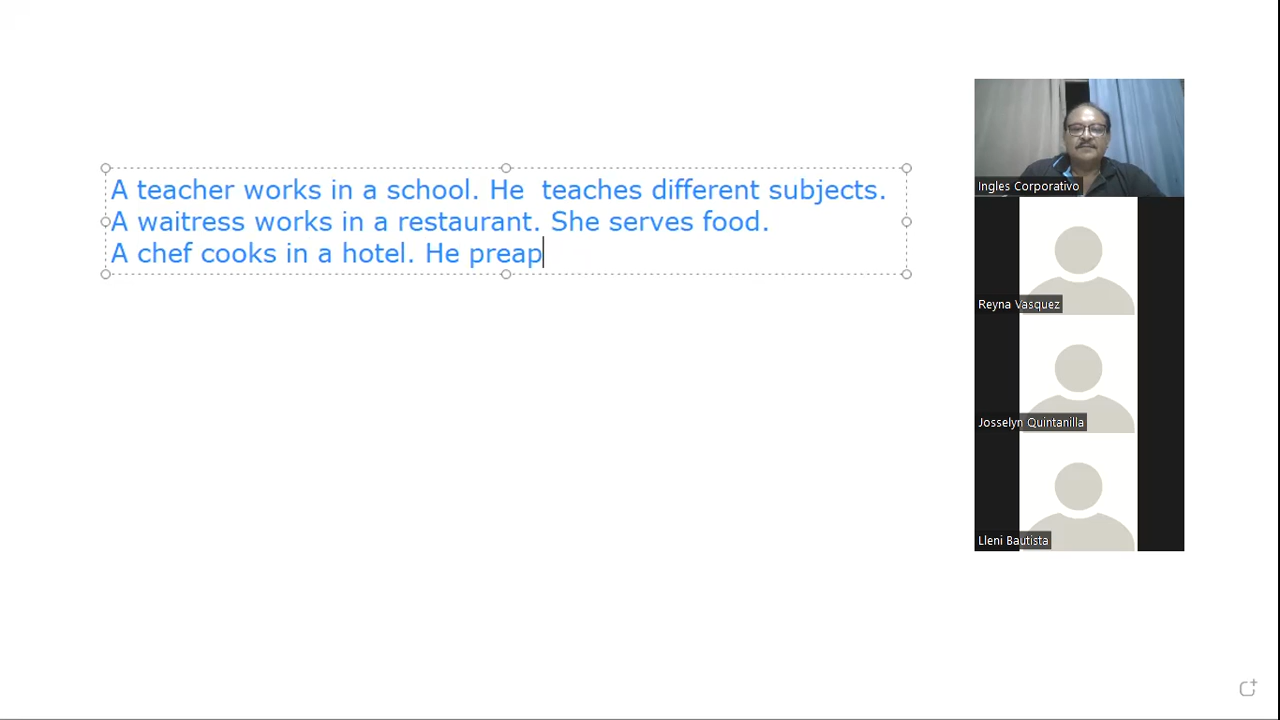 A teacher works in a school. He  teaches different subjects.
A waitress works in a restaurant. She serves food.
A chef cooks in a hotel. He preap
Ingles Corporativo
Reyna Vasquez
Josselyn Quintanilla
Lleni Bautista